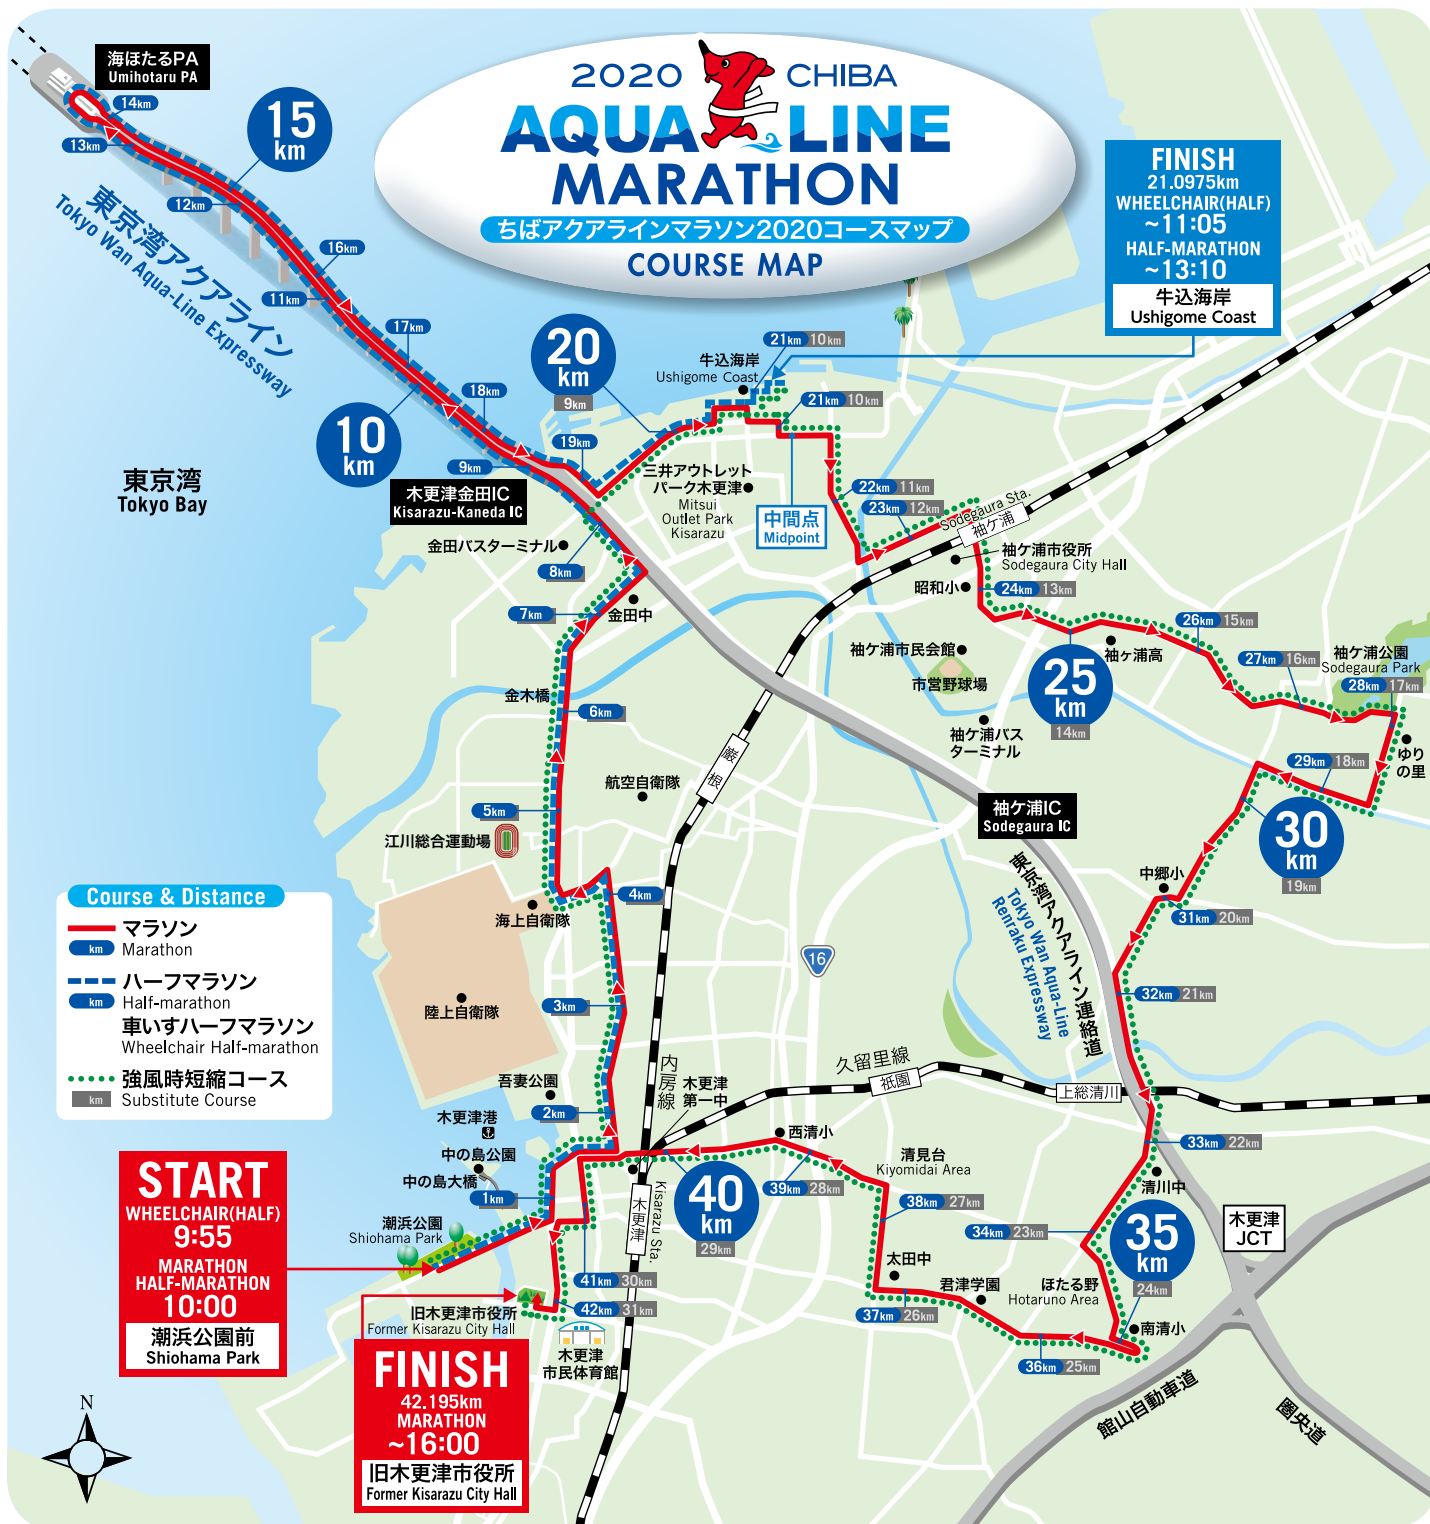 2020 CHIBA
AQUA LINE
MARATHON
ちばアクアラインマラソン2020コースマップ
COURSE MAP
海ほたるPA
Umihotaru PA
14km
13km
15
km
12km
東京湾アクアライン
Tokyo Wan Aqua-Line Expressway
16km
11km
17km
10
km
18km
9km
19km
東京湾
Tokyo Bay
木更津金田IC
Kisarazu-Kaneda IC
FINISH
21.0975km
WHEELCHAIR(HALF)
~11:05
HALF-MARATHON
~13:10
牛込海岸
Ushigome Coast
20
km
9km
牛込海岸
Ushigome Coast
21km 10km
21km 10km
三井アウトレット
パーク木更津
Mitsui
Outlet Park
Kisarazu
中間点
Midpoint
22km 11km
23km 12km
Sodegaura Sta.
袖ケ浦
袖ケ浦市役所
Sodegaura City Hall
昭和小
24km 13km
金田バスターミナル
8km
7km
金田中
金木橋
6km
袖ケ浦市民会館
市営野球場
25
km
14km
袖ヶ浦高
26km 15km
27km 16km
袖ケ浦公園
Sodegaura Park
28km 17km
ゆり
の里
袖ケ浦バス
ターミナル
29km 18km
30
km
19km
巌根
航空自衛隊
5km
江川総合運動場
袖ケ浦IC
Sodegaura IC
東京湾アクアライン連絡道
Tokyo Wan Aqua-Line
Renraku Expressway
中郷小
31km 20km
4km
海上自衛隊
Course & Distance
マラソン
km Marathon
ハーフマラソン
km Half-marathon
車いすハーフマラソン
Wheelchair Half-marathon
強風時短縮コース
km Substitute Course
16
陸上自衛隊
3km
32km 21km
内房線
木更津
第一中
久留里線
祇園
上総清川
吾妻公園
2km
木更津港
中の島公園
中の島大橋
1km
33km 22km
清川中
西清小
清見台
Kiyomidai Area
39km 28km
38km 27km
40
km
29km
木更津
Kisarazu Sta.
34km 23km
35
km
24km
木更津
JCT
START
WHEELCHAIR(HALF)
9:55
MARATHON
HALF-MARATHON
10:00
潮浜公園前
Shiohama Park
潮浜公園
Shiohama Park
41km 30km
42km 31km
太田中
君津学園
ほたる野
Hotaruno Area
37km 26km
南清小
36km 25km
旧木更津市役所
Former Kisarazu City Hall
木更津
市民体育館
FINISH
42.195km
MARATHON
~16:00
旧木更津市役所
Former Kisarazu City Hall
館山自動車道
圏央道
N